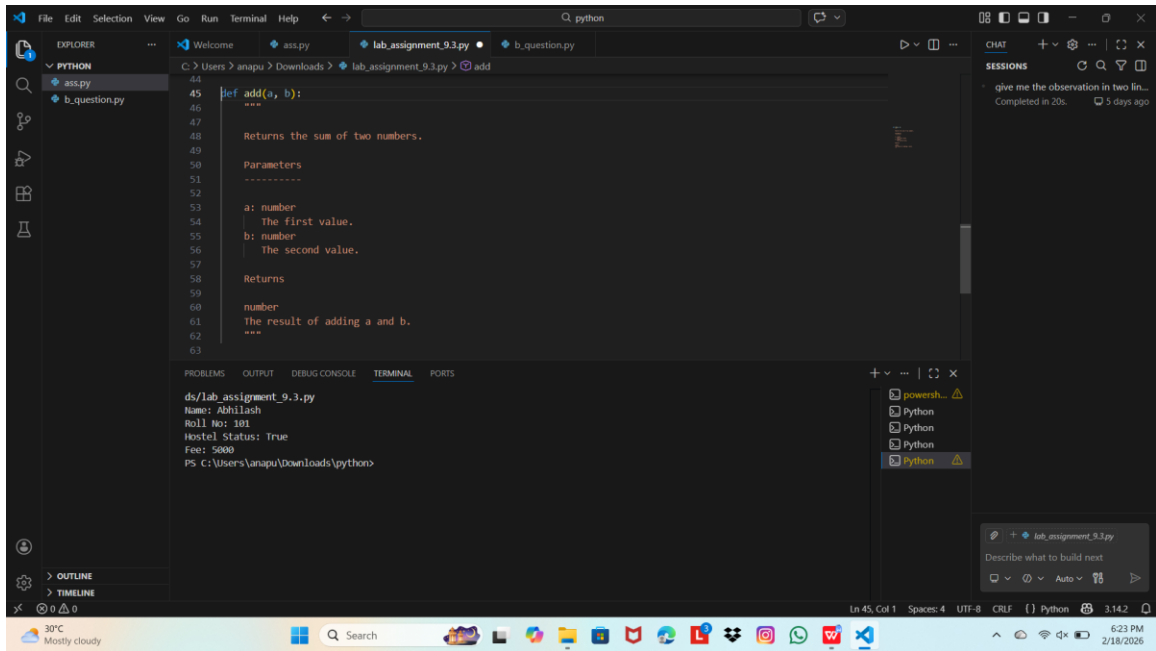 File Edit Selection View Go Run Terminal Help
python
EXPLORER
Welcome
ass.py
lab_assignment_9.3.py
b_question.py
PYTHON
ass.py
b_question.py
C: > Users > anapu > Downloads > lab_assignment_9.3.py > add
44
45 def add(a, b):
46 """
47
48 Returns the sum of two numbers.
49
50 Parameters
51 ----------
52
53 a: number
54 The first value.
55 b: number
56 The second value.
57
58 Returns
59
60 number
61 The result of adding a and b.
62 """
63
CHAT
SESSIONS
give me the observation in two lin...
Completed in 20s. 5 days ago
PROBLEMS OUTPUT DEBUG CONSOLE TERMINAL PORTS
ds/lab_assignment_9.3.py
Name: Abhilash
Roll No: 101
Hostel Status: True
Fee: 5000
PS C:\Users\anapu\Downloads\python>
powersh...
Python
Python
Python
Python
lab_assignment_9.3.py
Describe what to build next
Auto
OUTLINE
TIMELINE
0 0
Ln 45, Col 1 Spaces: 4 UTF-8 CRLF {} Python 3.14.2
30°C
Mostly cloudy
Search
6:23 PM
2/18/2026